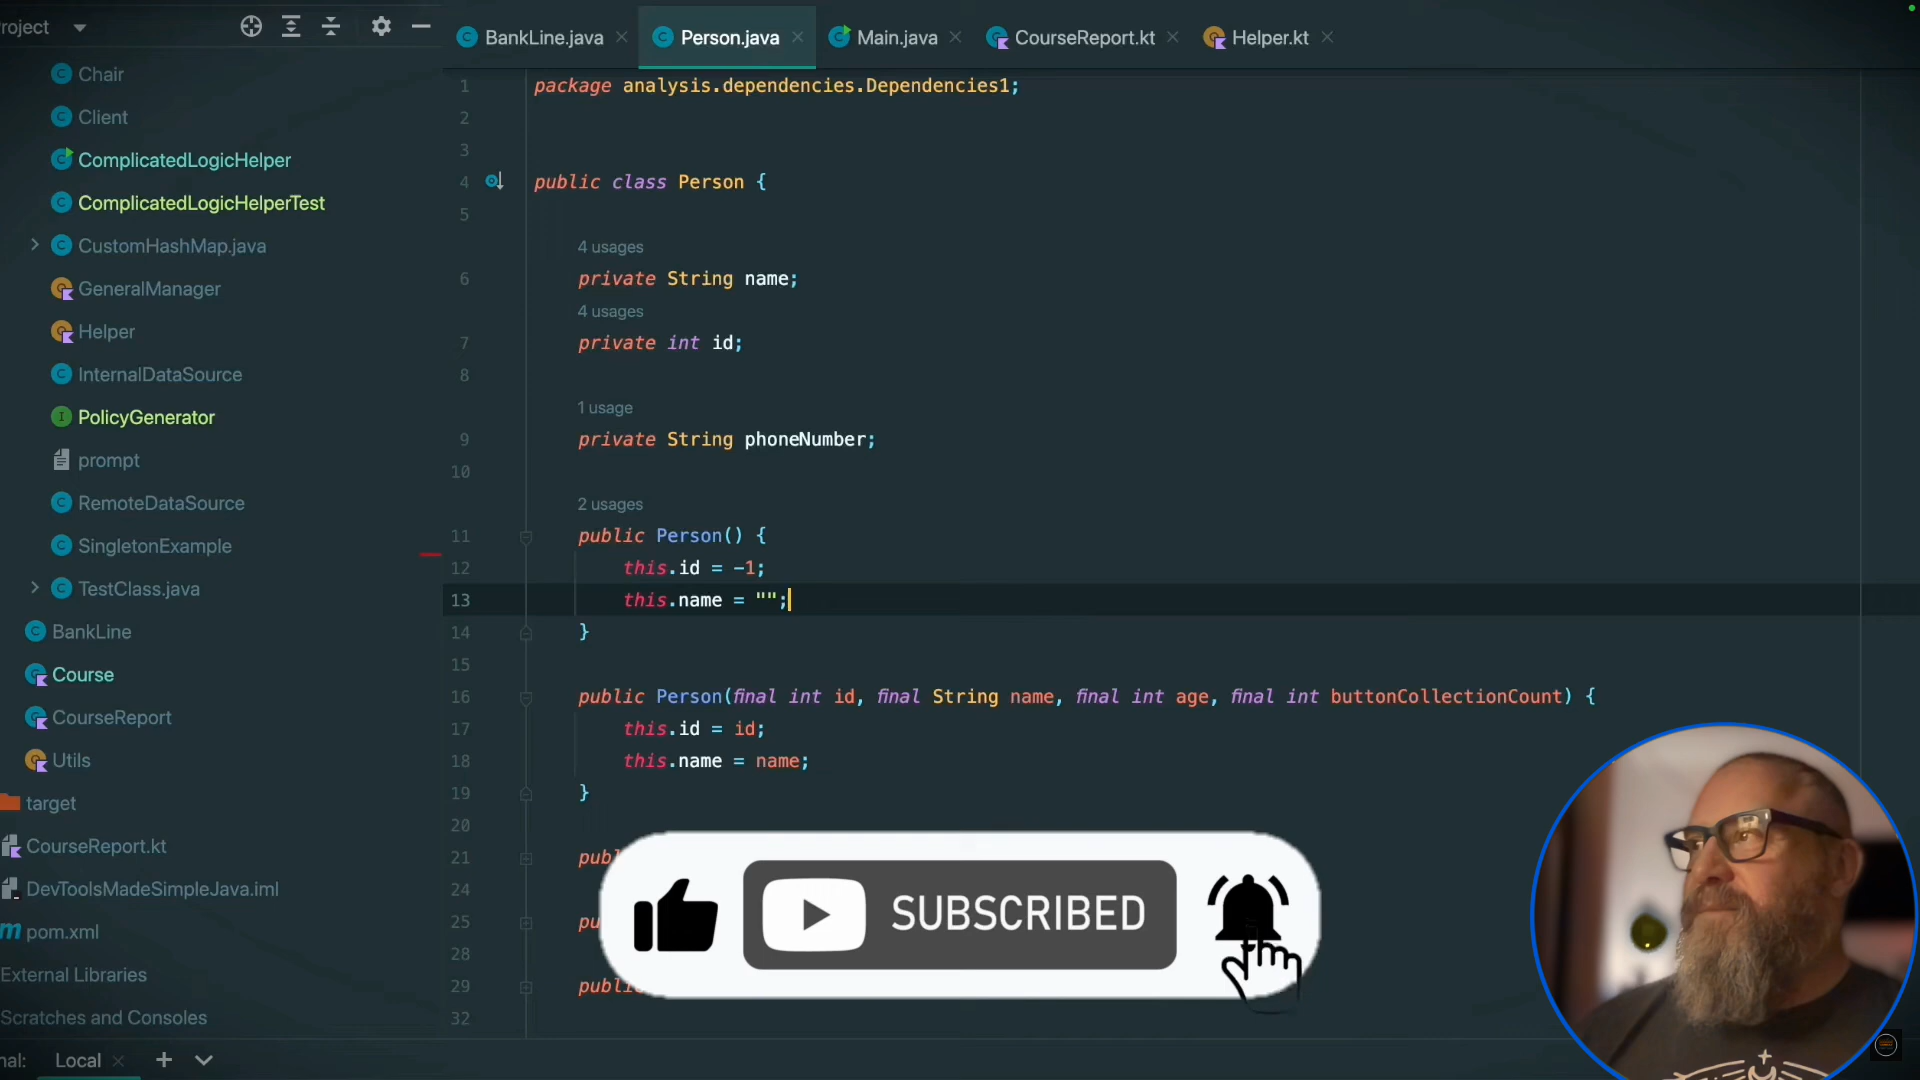 roject
BankLine.java
Person.java
Main.java
CourseReport.kt
Helper.kt
Chair
Client
ComplicatedLogicHelper
ComplicatedLogicHelperTest
CustomHashMap.java
GeneralManager
Helper
InternalDataSource
PolicyGenerator
prompt
RemoteDataSource
SingletonExample
TestClass.java
BankLine
Course
CourseReport
Utils
target
CourseReport.kt
DevToolsMadeSimpleJava.iml
pom.xml
External Libraries
Scratches and Consoles
nal: Local
1 package analysis.dependencies.Dependencies1;
2
3
4 public class Person {
5
4 usages
6 private String name;
4 usages
7 private int id;
8
1 usage
9 private String phoneNumber;
10
2 usages
11 public Person() {
12 this.id = -1;
13 this.name = "";
14 }
15
16 public Person(final int id, final String name, final int age, final int buttonCollectionCount) {
17 this.id = id;
18 this.name = name;
19 }
20
21 publ
24
25 pu
28
29 publi
32
SUBSCRIBED